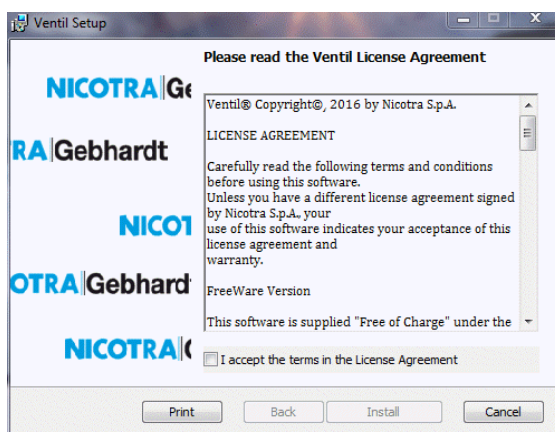 Ventil Setup
Please read the Ventil License Agreement
NICOTRA Ge
RA Gebhardt
NICOT
OTRA Gebhard
NICOTRA
Ventil® Copyright©, 2016 by Nicotra S.p.A.
LICENSE AGREEMENT
Carefully read the following terms and conditions
before using this software.
Unless you have a different license agreement signed
by Nicotra S.p.A., your
use of this software indicates your acceptance of this
license agreement and
warranty.
FreeWare Version
This software is supplied "Free of Charge" under the
I accept the terms in the License Agreement
Print
Back
Install
Cancel